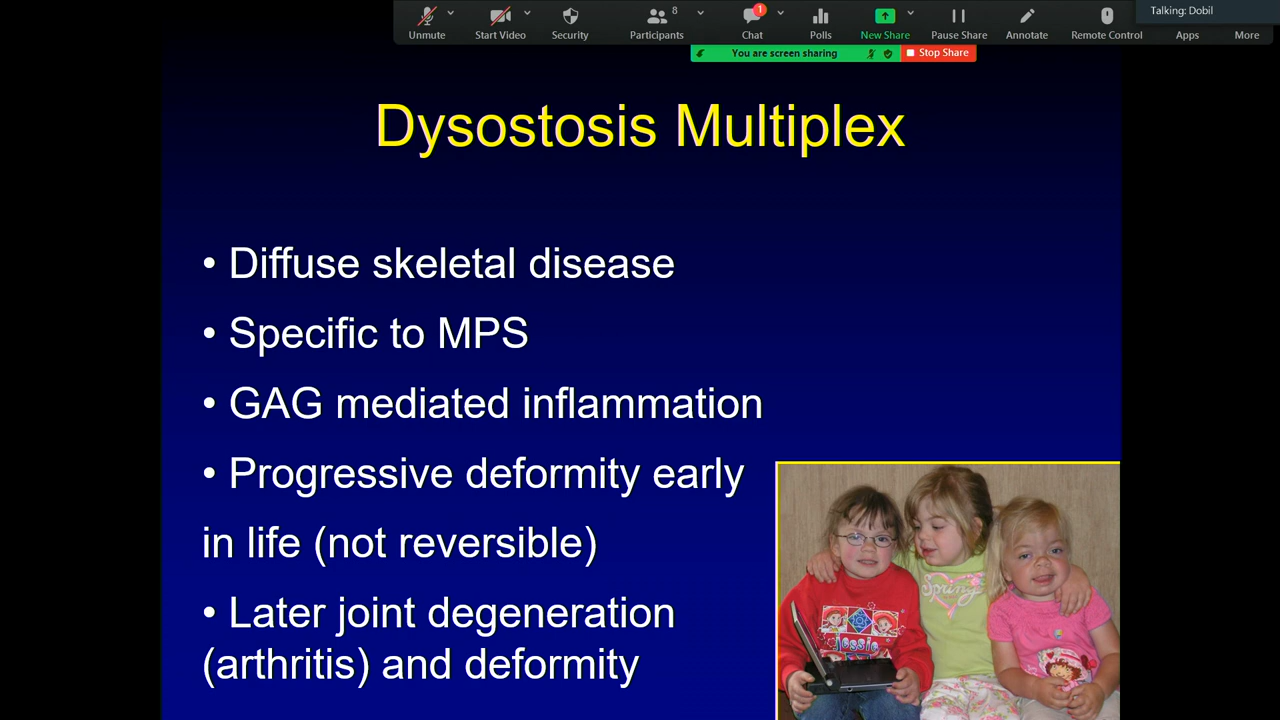 Talking: Dobil
8
1
Unmute
Start Video
Security
Participants
Chat
Polls
New Share
Pause Share
Annotate
Remote Control
Apps
More
You are screen sharing
Stop Share
Dysostosis Multiplex
• Diffuse skeletal disease
• Specific to MPS
• GAG mediated inflammation
• Progressive deformity early
in life (not reversible)
• Later joint degeneration
(arthritis) and deformity
Spring
Jessie